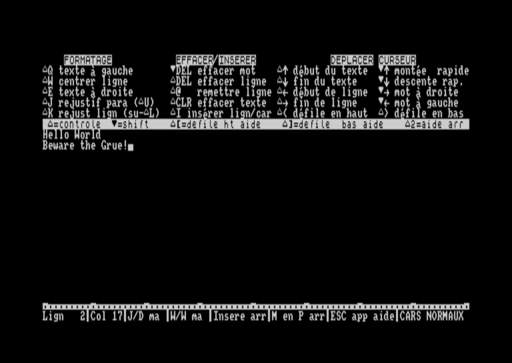 FORMATAGE EFFACER/INSERER DEPLACER CURSEUR
△Q texte à gauche ▼DEL effacer mot △↑ début du texte ▼↑ montée rapide
△W centrer ligne △DEL effacer ligne △↓ fin du texte ▼↓ descente rap.
△E texte à droite △@ remettre ligne △← début de ligne ▼→ mot à droite
△J rejustif para (△U) △CLR effacer texte △→ fin de ligne ▼← mot à gauche
△K rejust lign (su-△L) △I insérer lign/car △( défile en haut △) défile en bas
△=controle ▼=shift △[=défile ht aide △]=défile bas aide △2=aide arr
Hello World
Beware the Grue!
Lign 2|Col 17|J/D ma |W/W ma |Insere arr|M en P arr|ESC app aide|CARS NORMAUX